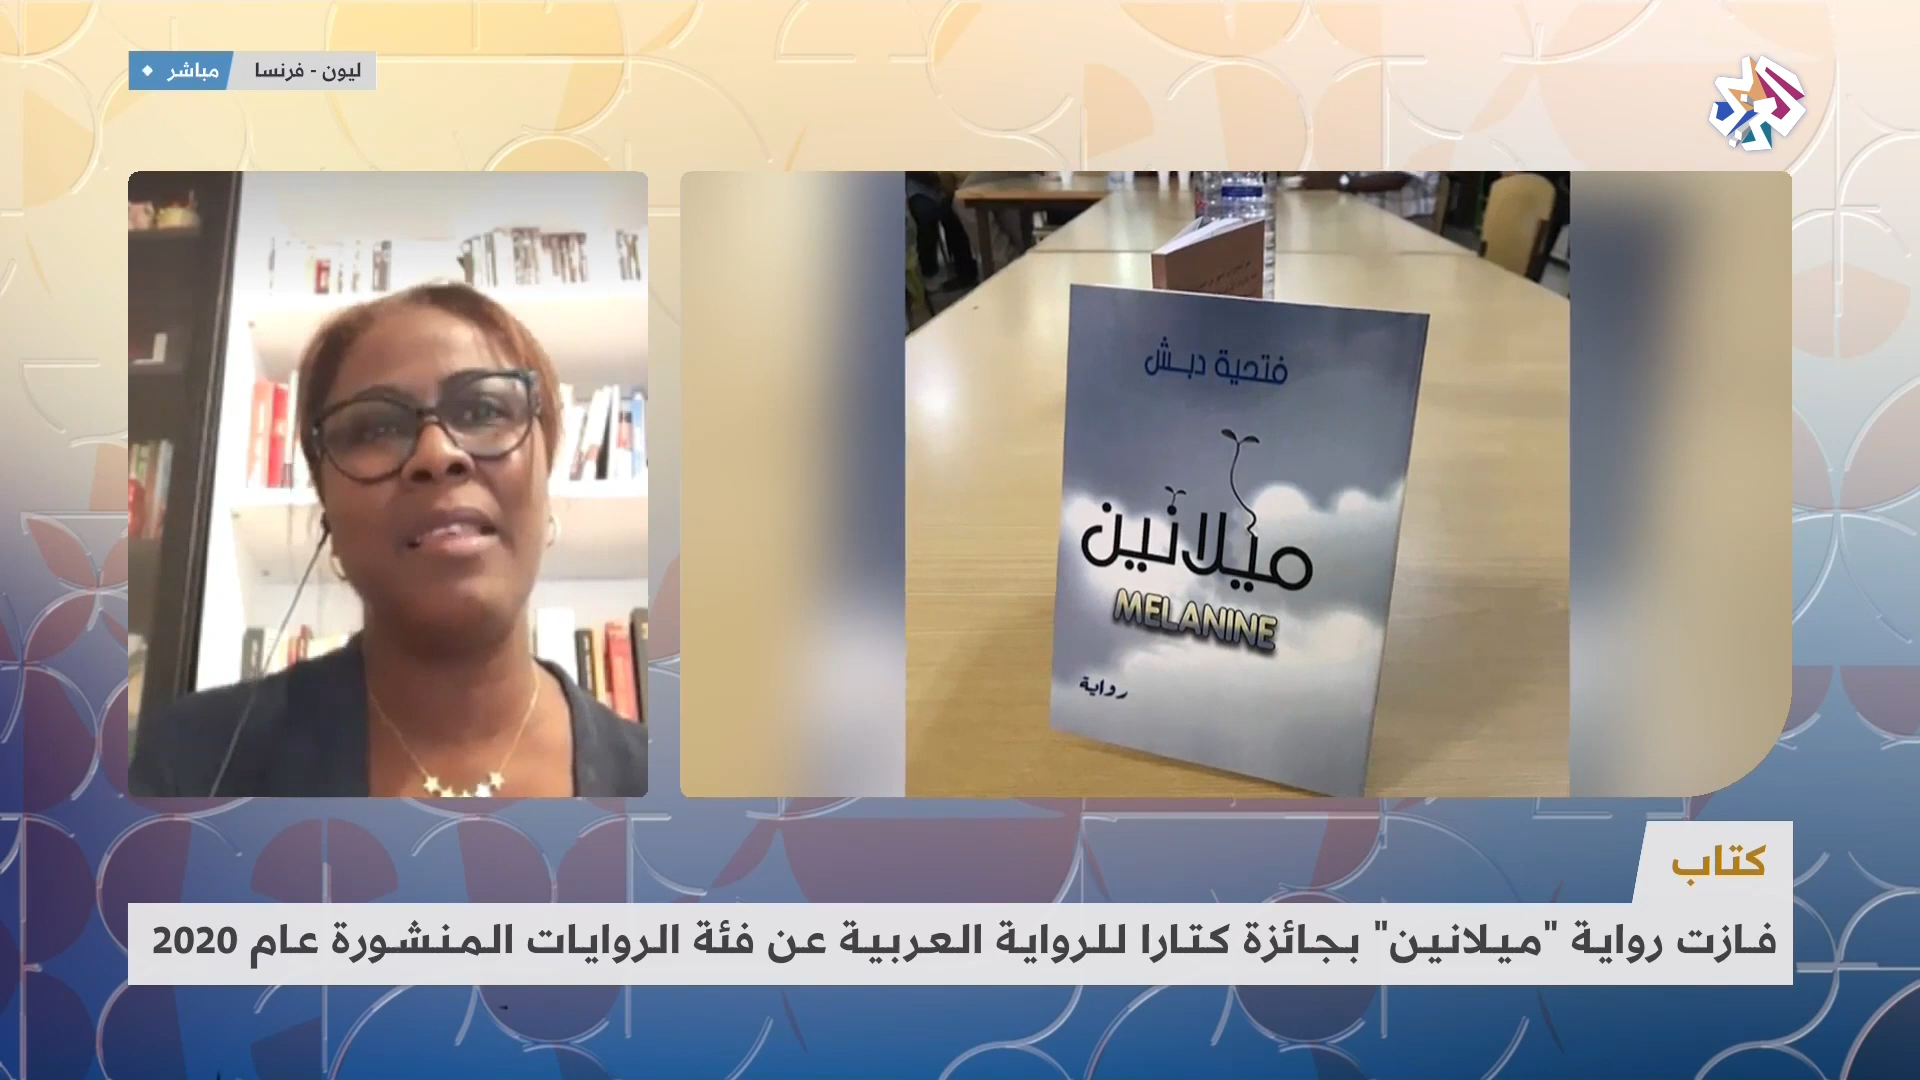 ليون - فرنسا
مباشر
العربي
فتحية دبش
ميلانين
MELANINE
رواية
كتاب
فازت رواية "ميلانين" بجائزة كتارا للرواية العربية عن فئة الروايات المنشورة عام 2020